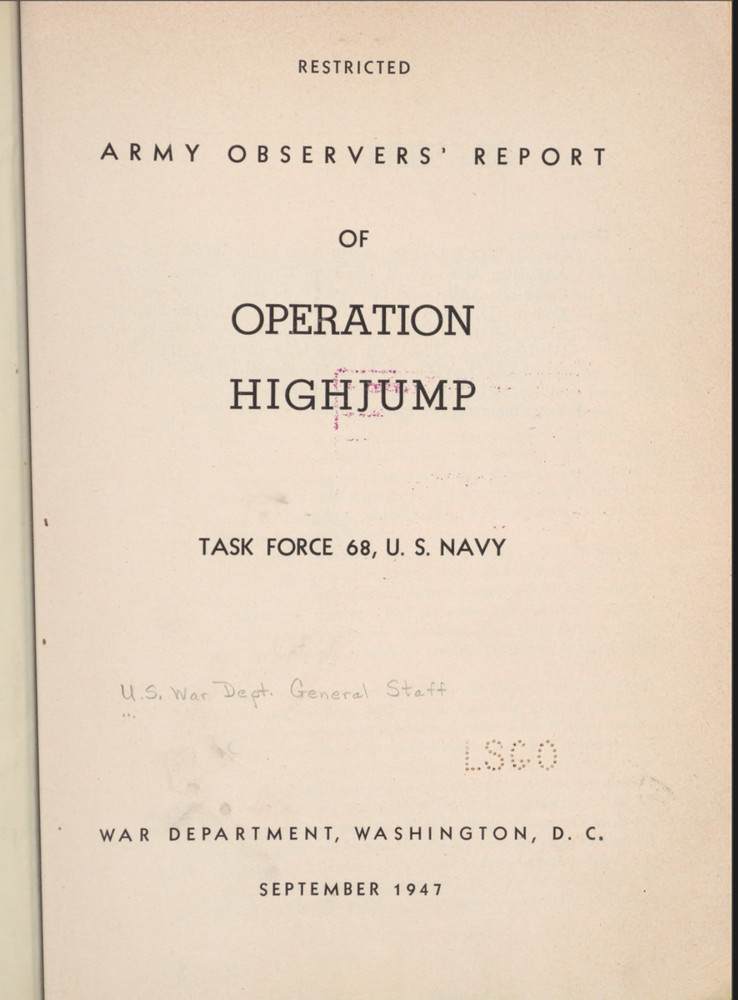 RESTRICTED
ARMY OBSERVERS' REPORT
OF
OPERATION
HIGHJUMP
TASK FORCE 68, U. S. NAVY
U.S. War Dept. General Staff
LSGO
WAR DEPARTMENT, WASHINGTON, D. C.
SEPTEMBER 1947